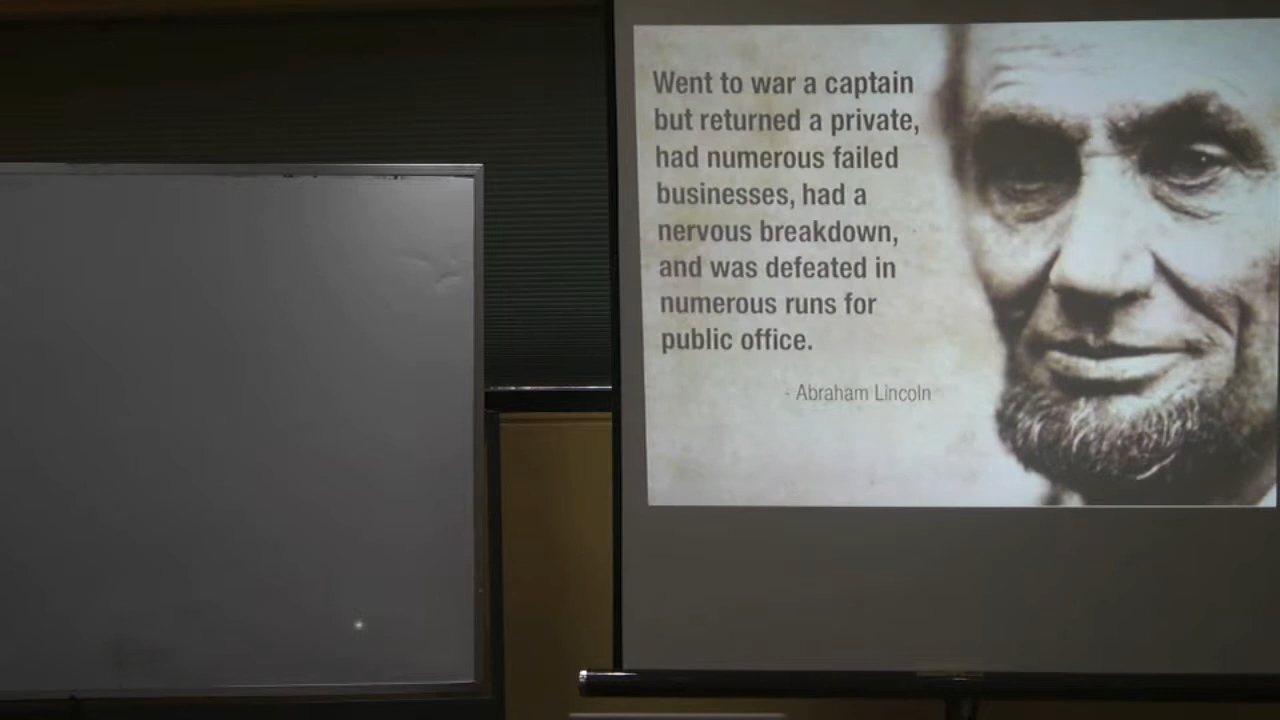 Went to war a captain
but returned a private,
had numerous failed
businesses, had a
nervous breakdown,
and was defeated in
numerous runs for
public office.
- Abraham Lincoln